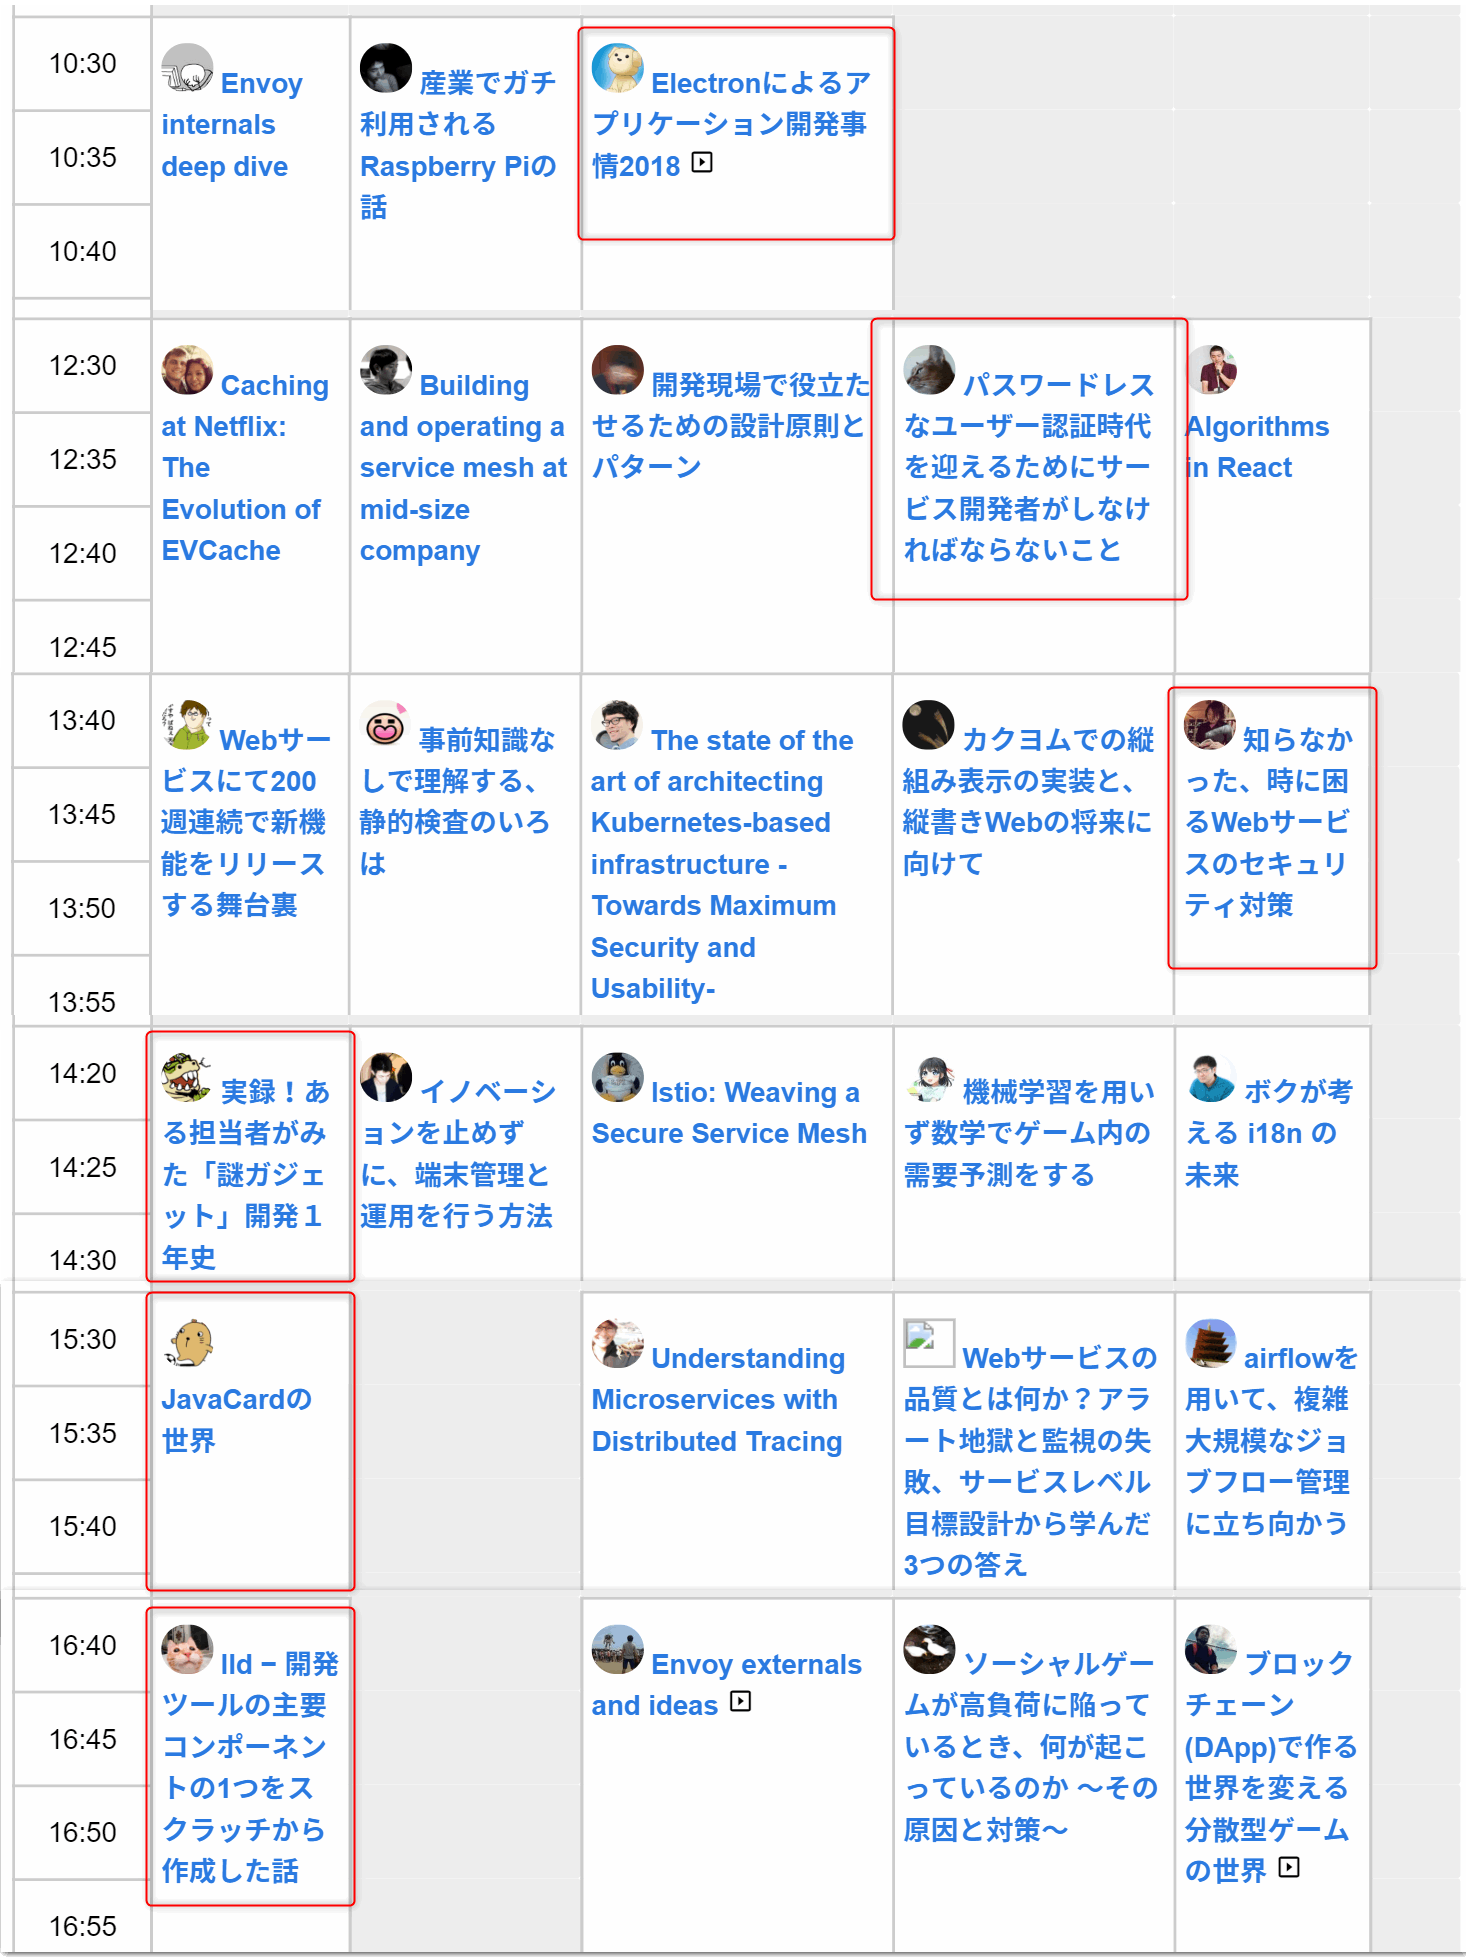 10:30
10:35
10:40
Envoy
internals
deep dive
産業でガチ
利用される
Raspberry Piの
話
Electronによるア
プリケーション開発事
情2018
12:30
12:35
12:40
12:45
Caching
at Netflix:
The
Evolution of
EVCache
Building
and operating a
service mesh at
mid-size
company
開発現場で役立た
せるための設計原則と
パターン
パスワードレス
なユーザー認証時代
を迎えるためにサー
ビス開発者がしなけ
ればならないこと
Algorithms
in React
13:40
13:45
13:50
13:55
Webサー
ビスにて200
週連続で新機
能をリリース
する舞台裏
事前知識な
しで理解する、
静的検査のいろ
は
The state of the
art of architecting
Kubernetes-based
infrastructure -
Towards Maximum
Security and
Usability-
カクヨムでの縦
組み表示の実装と、
縦書きWebの将来に
向けて
知らなか
った、時に困
るWebサービ
スのセキュリ
ティ対策
14:20
14:25
14:30
実録！あ
る担当者がみ
た「謎ガジェ
ット」開発１
年史
イノベーシ
ョンを止めず
に、端末管理と
運用を行う方法
Istio: Weaving a
Secure Service Mesh
機械学習を用い
ず数学でゲーム内の
需要予測をする
ボクが考
える i18n の
未来
15:30
15:35
15:40
JavaCardの
世界
Understanding
Microservices with
Distributed Tracing
Webサービスの
品質とは何か？アラ
ート地獄と監視の失
敗、サービスレベル
目標設計から学んだ
3つの答え
airflowを
用いて、複雑
大規模なジョ
ブフロー管理
に立ち向かう
16:40
16:45
16:50
16:55
lld − 開発
ツールの主要
コンポーネン
トの1つをス
クラッチから
作成した話
Envoy externals
and ideas
ソーシャルゲー
ムが高負荷に陥って
いるとき、何が起こ
っているのか 〜その
原因と対策〜
ブロック
チェーン
(DApp)で作る
世界を変える
分散型ゲーム
の世界